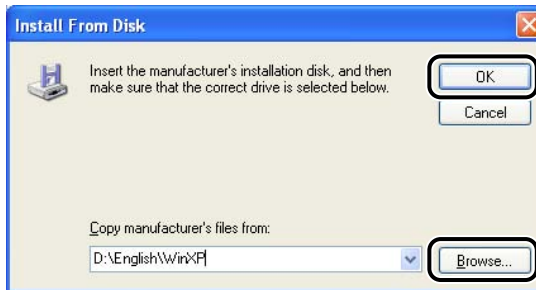 Install From Disk
Insert the manufacturer's installation disk, and then
make sure that the correct drive is selected below.
OK
Cancel
Copy manufacturer's files from:
D:\English\WinXP
Browse...